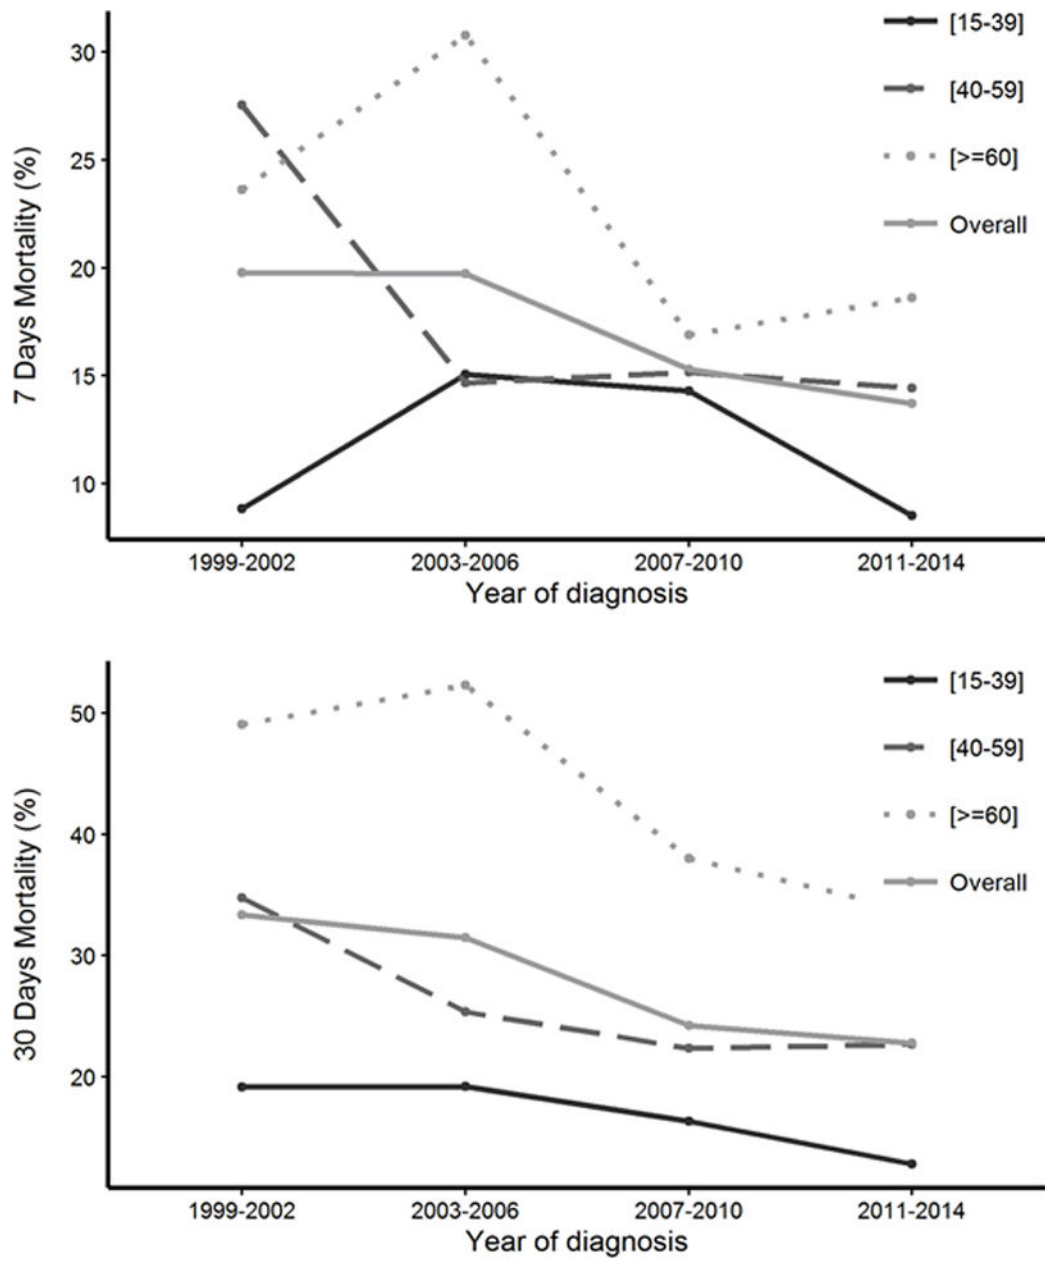 [15-39]
[40-59]
[>=60]
Overall
7 Days Mortality (%)
30
25
20
15
10
1999-2002 2003-2006 2007-2010 2011-2014
Year of diagnosis
[15-39]
[40-59]
[>=60]
Overall
30 Days Mortality (%)
50
40
30
20
1999-2002 2003-2006 2007-2010 2011-2014
Year of diagnosis